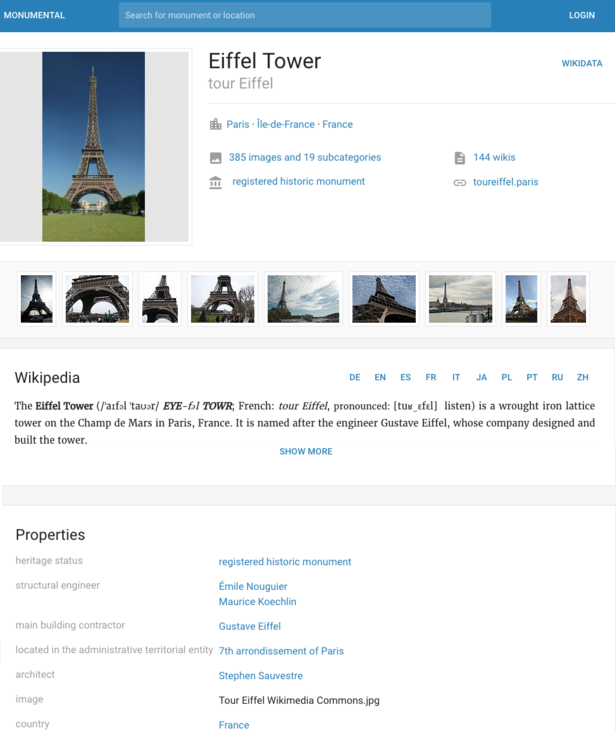 MONUMENTAL
Search for monument or location
LOGIN
Eiffel Tower
WIKIDATA
tour Eiffel
Paris · Île-de-France · France
385 images and 19 subcategories
144 wikis
registered historic monument
toureiffel.paris
Wikipedia
DE EN ES FR IT JA PL PT RU ZH
The Eiffel Tower (/ˈaɪfəl ˈtaʊər/ EYE-fəl TOWR; French: tour Eiffel, pronounced: [tuʁ‿ɛfɛl] listen) is a wrought iron lattice
tower on the Champ de Mars in Paris, France. It is named after the engineer Gustave Eiffel, whose company designed and
built the tower.
SHOW MORE
Properties
heritage status registered historic monument
structural engineer Émile Nouguier
Maurice Koechlin
main building contractor Gustave Eiffel
located in the administrative territorial entity 7th arrondissement of Paris
architect Stephen Sauvestre
image Tour Eiffel Wikimedia Commons.jpg
country France